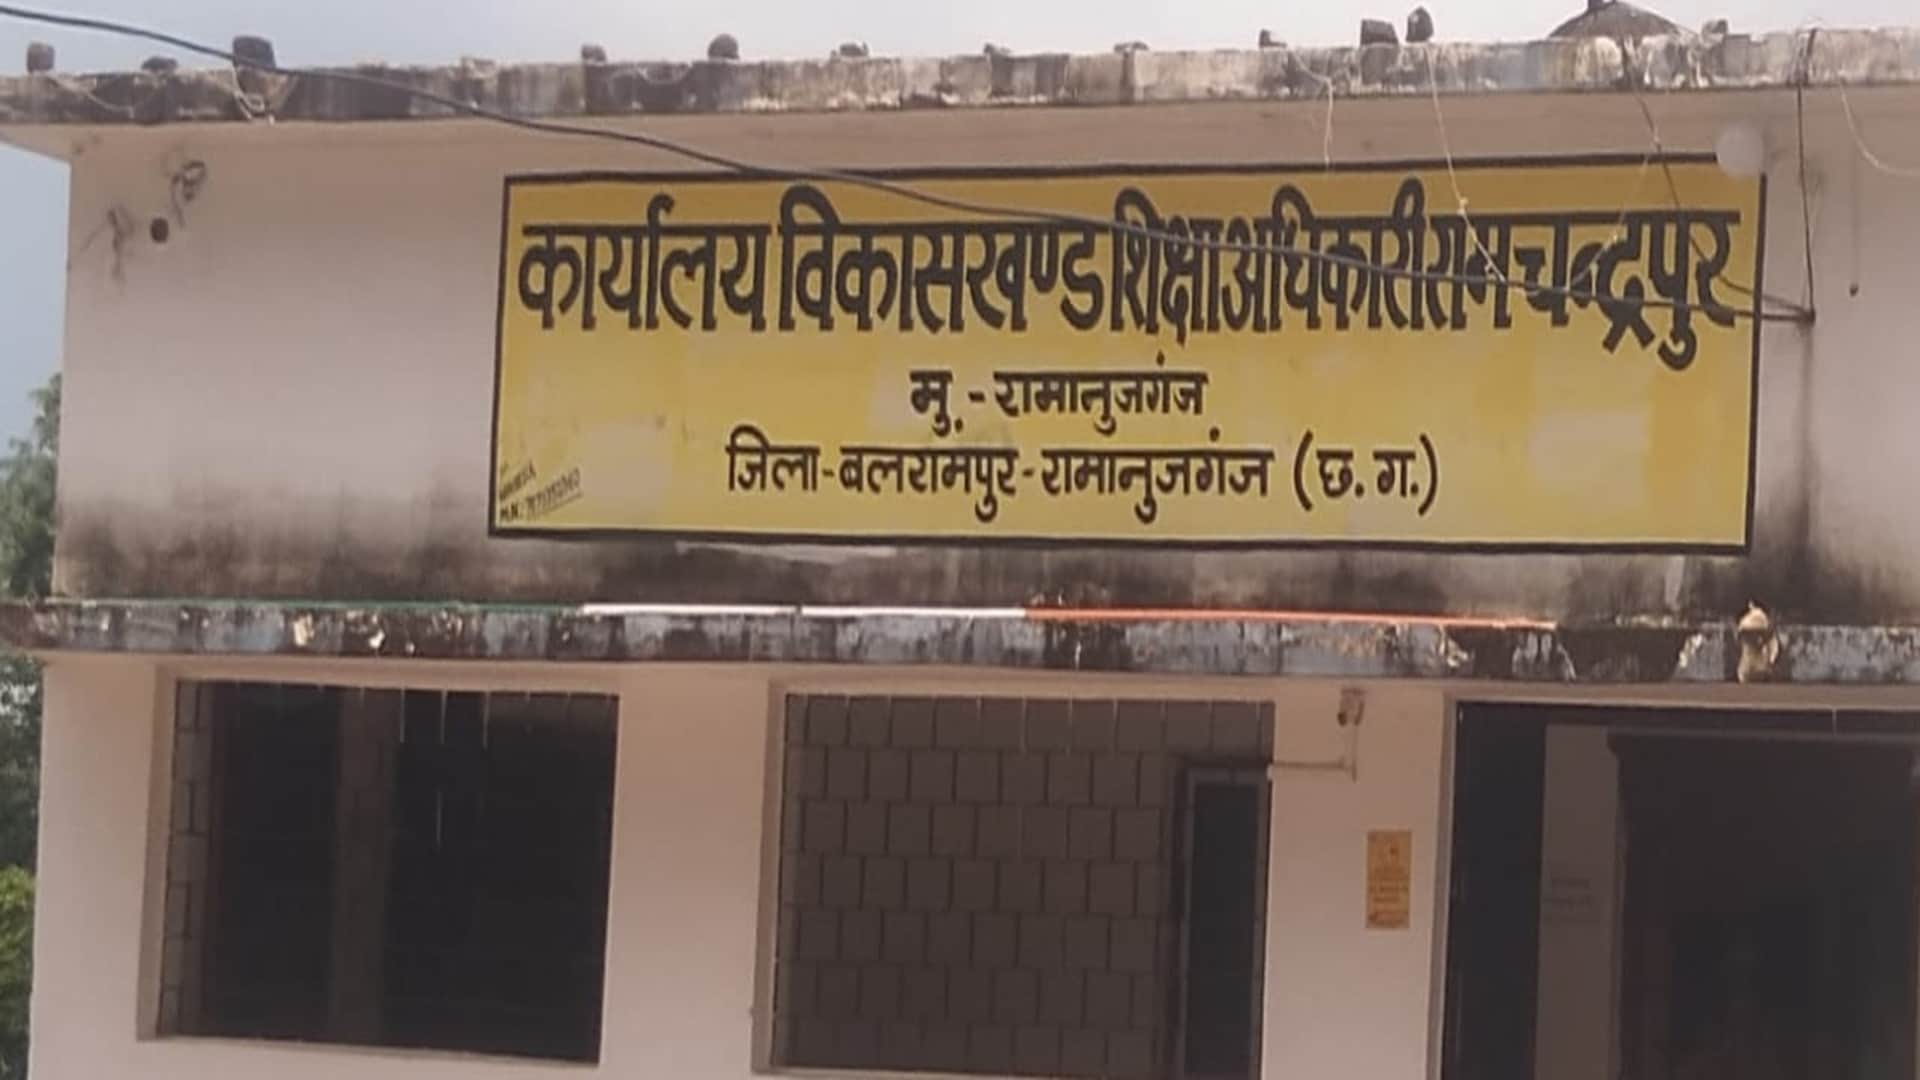 कार्यालय विकासखण्ड शिक्षा अधिकारी रामचन्द्रपुर
मु. - रामानुजगंज
जिला - बलरामपुर - रामानुजगंज (छ. ग.)